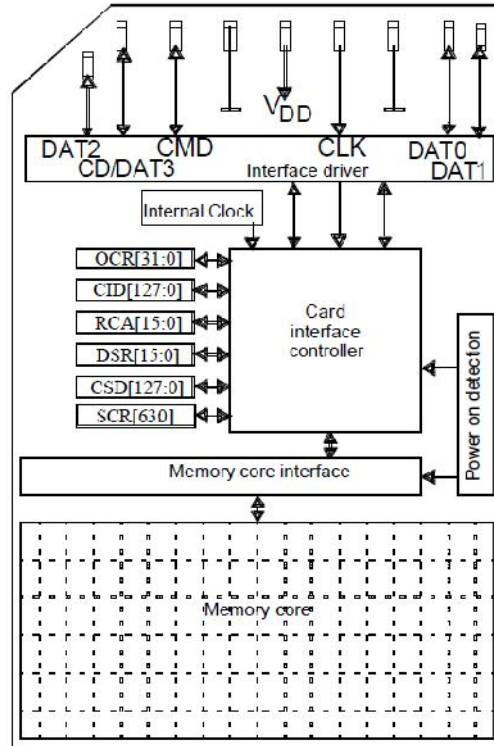 VDD
DAT2 CMD CLK DAT0
CD/DAT3 Interface driver DAT1
Internal Clock
OCR[31:0]
CID[127:0]
RCA[15:0]
DSR[15:0]
CSD[127:0]
SCR[630]
Card
interface
controller
Power on detection
Memory core interface
Memory core